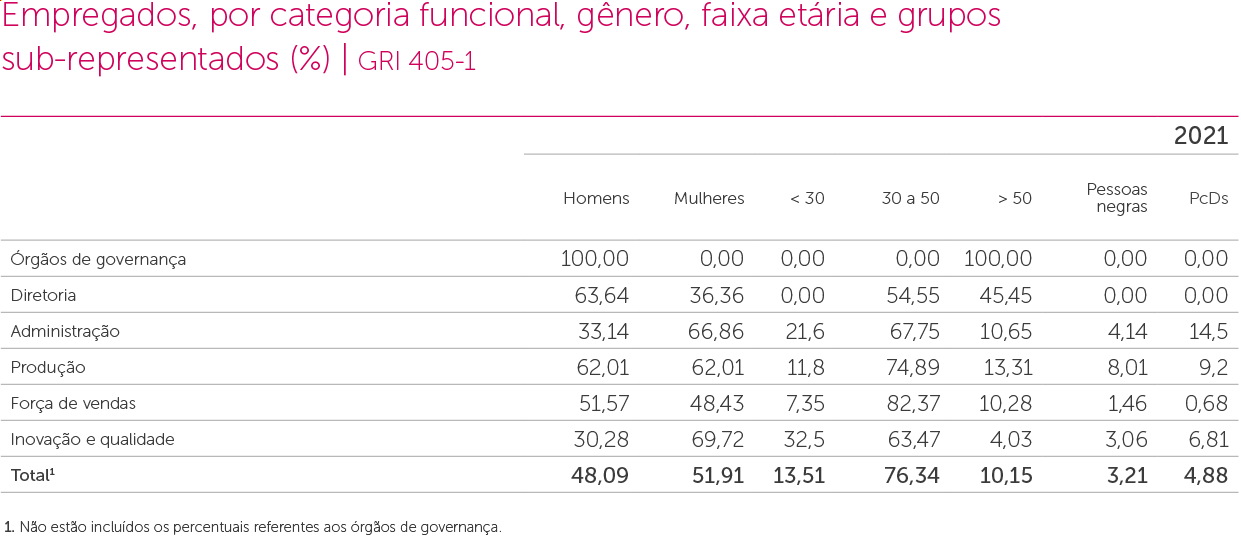 Empregados, por categoria funcional, gênero, faixa etária e grupos
sub-representados (%) | GRI 405-1
2021
Homens Mulheres < 30 30 a 50 > 50 Pessoas negras PcDs
Órgãos de governança 100,00 0,00 0,00 0,00 100,00 0,00 0,00
Diretoria 63,64 36,36 0,00 54,55 45,45 0,00 0,00
Administração 33,14 66,86 21,6 67,75 10,65 4,14 14,5
Produção 62,01 62,01 11,8 74,89 13,31 8,01 9,2
Força de vendas 51,57 48,43 7,35 82,37 10,28 1,46 0,68
Inovação e qualidade 30,28 69,72 32,5 63,47 4,03 3,06 6,81
Total¹ 48,09 51,91 13,51 76,34 10,15 3,21 4,88
1. Não estão incluídos os percentuais referentes aos órgãos de governança.